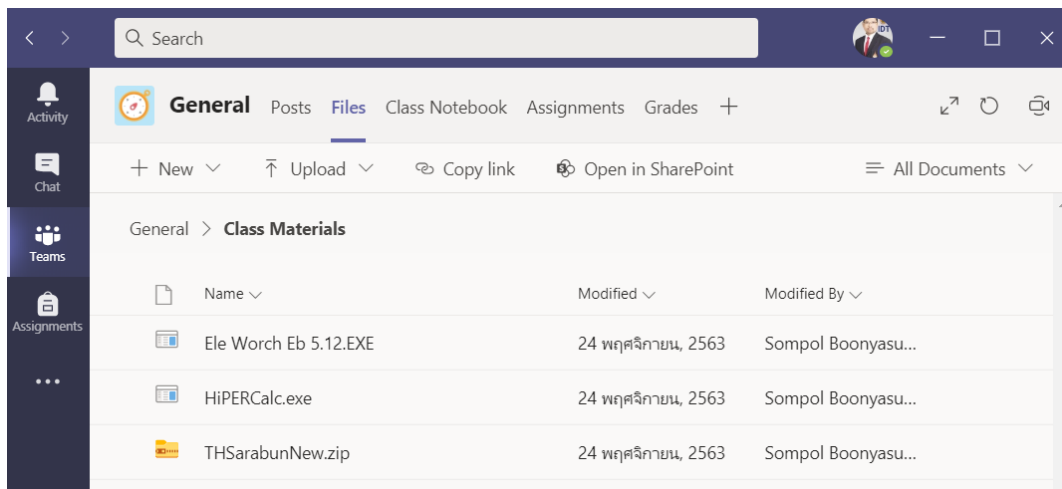 Search
IDT
Activity
General Posts Files Class Notebook Assignments Grades
Chat
New Upload Copy link Open in SharePoint All Documents
Teams
General > Class Materials
Assignments
Name Modified Modified By
Ele Worch Eb 5.12.EXE 24 พฤศจิกายน, 2563 Sompol Boonyasu...
HiPERCalc.exe 24 พฤศจิกายน, 2563 Sompol Boonyasu...
THSarabunNew.zip 24 พฤศจิกายน, 2563 Sompol Boonyasu...